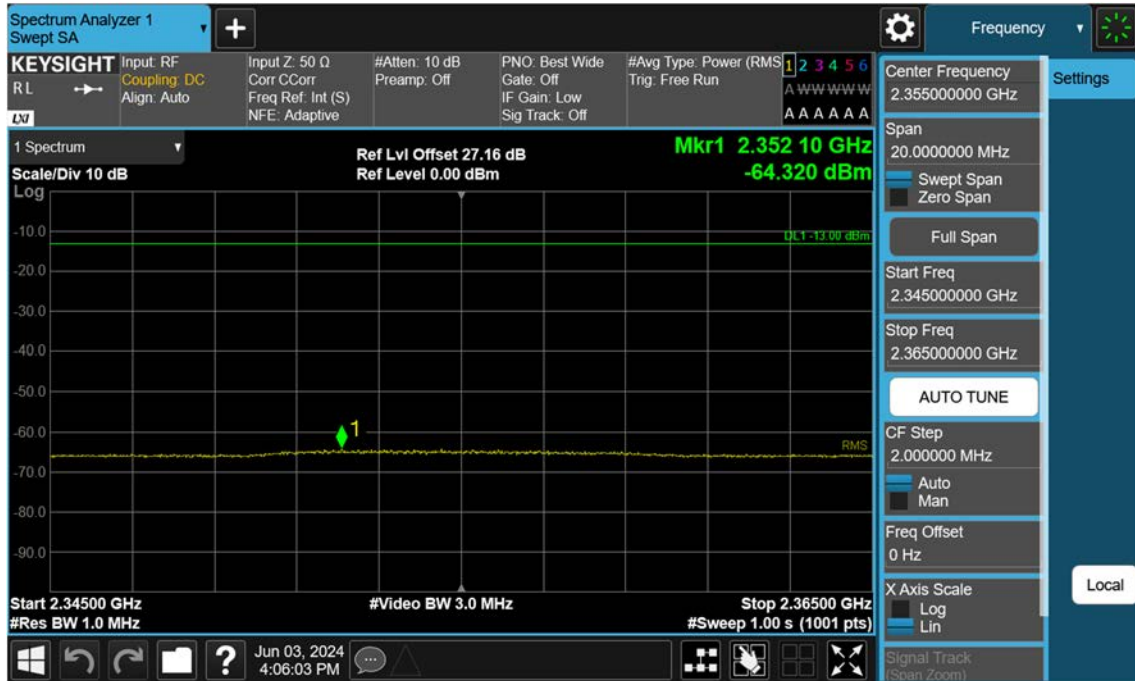 Spectrum Analyzer 1
Swept SA
Frequency
KEYSIGHT
R L
LXI
Input: RF
Coupling: DC
Align: Auto
Input Z: 50 Ω
Corr CCorr
Freq Ref: Int (S)
NFE: Adaptive
#Atten: 10 dB
Preamp: Off
PNO: Best Wide
Gate: Off
IF Gain: Low
Sig Track: Off
#Avg Type: Power (RMS
Trig: Free Run
1 2 3 4 5 6
A W W W W W
A A A A A A
1 Spectrum
Scale/Div 10 dB
Log
Ref Lvl Offset 27.16 dB
Ref Level 0.00 dBm
Mkr1 2.352 10 GHz
-64.320 dBm
-10.0
DL1 -13.00 dBm
-20.0
-30.0
-40.0
-50.0
-60.0
1
RMS
-70.0
-80.0
-90.0
Start 2.34500 GHz
#Res BW 1.0 MHz
#Video BW 3.0 MHz
Stop 2.36500 GHz
#Sweep 1.00 s (1001 pts)
Jun 03, 2024
4:06:03 PM
Center Frequency
2.355000000 GHz
Settings
Span
20.0000000 MHz
Swept Span
Zero Span
Full Span
Start Freq
2.345000000 GHz
Stop Freq
2.365000000 GHz
AUTO TUNE
CF Step
2.000000 MHz
Auto
Man
Freq Offset
0 Hz
X Axis Scale
Log
Lin
Local
Signal Track
(Span Zoom)